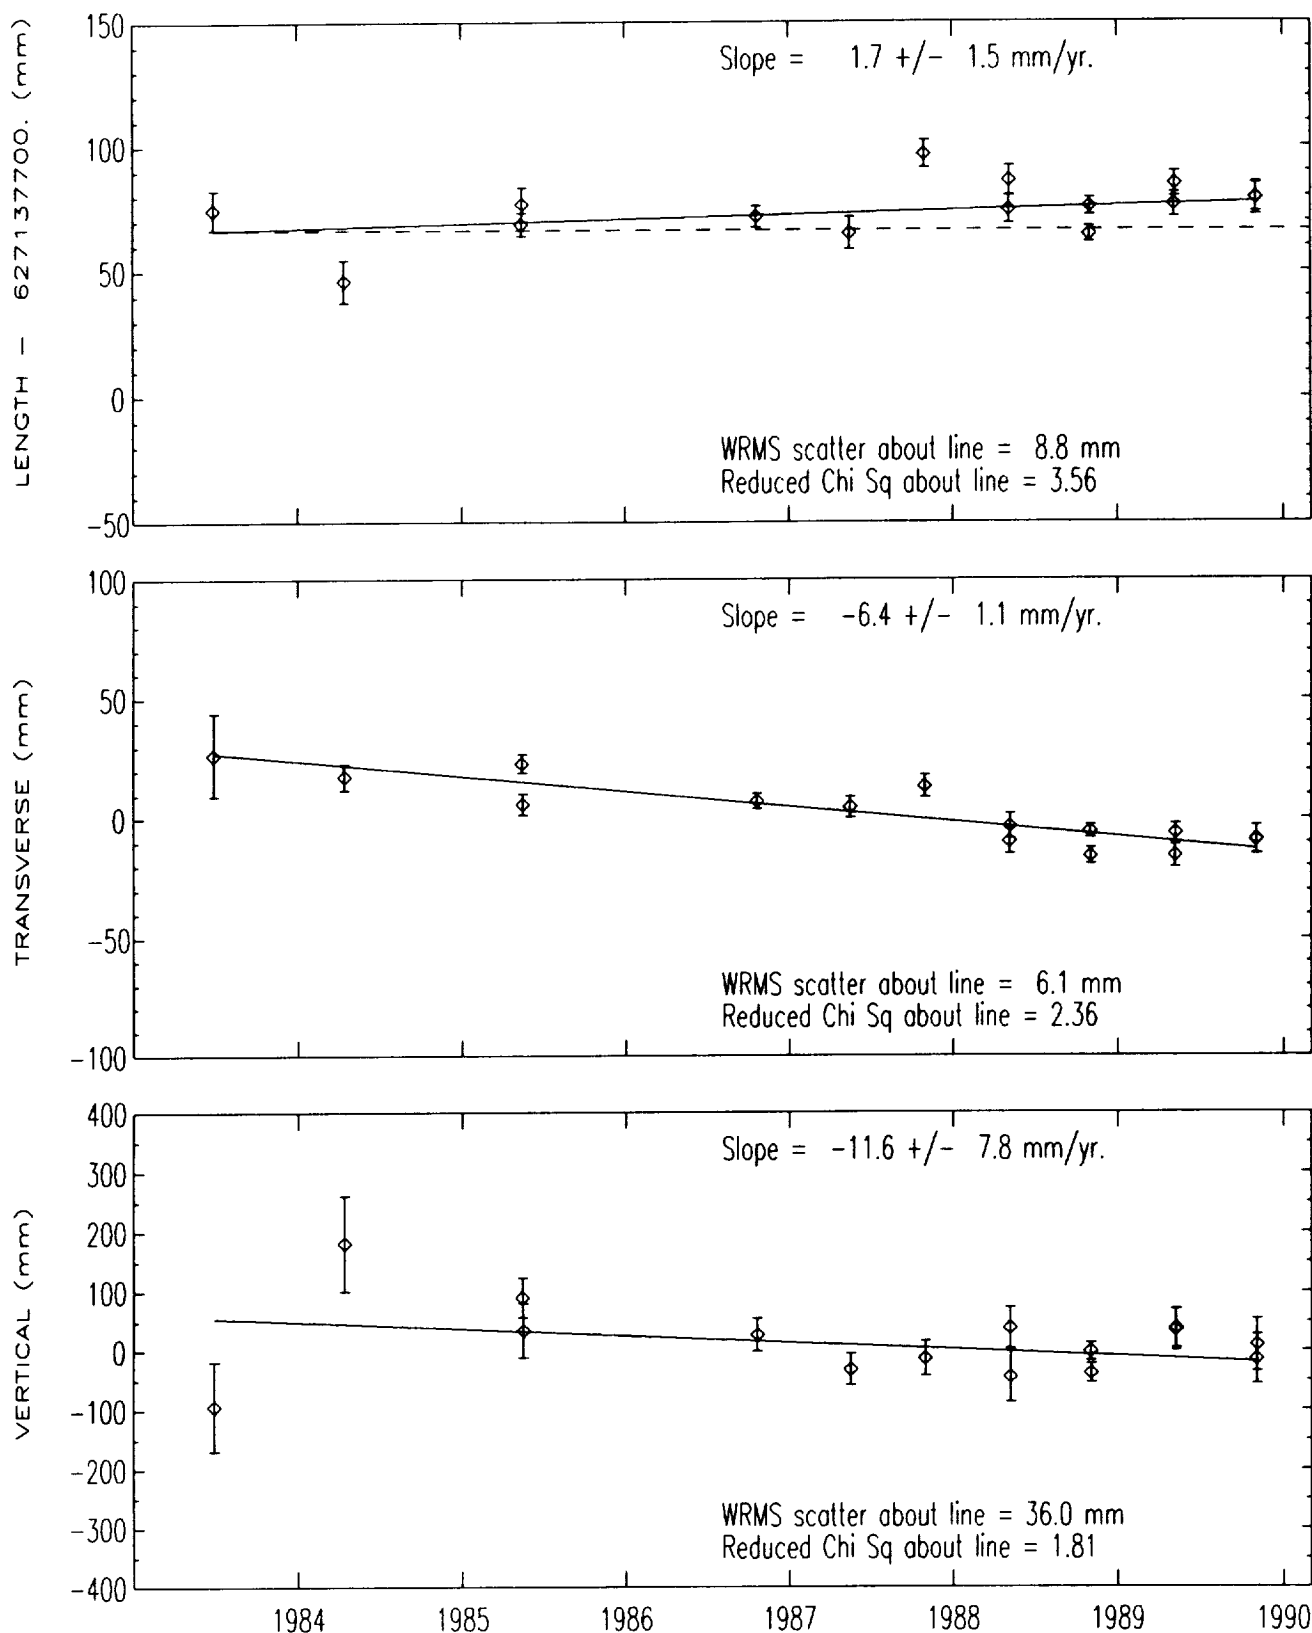 LENGTH - 627137700. (mm)
150
100
50
0
-50
Slope = 1.7 +/- 1.5 mm/yr.
WRMS scatter about line = 8.8 mm
Reduced Chi Sq about line = 3.56
TRANSVERSE (mm)
100
50
0
-50
-100
Slope = -6.4 +/- 1.1 mm/yr.
WRMS scatter about line = 6.1 mm
Reduced Chi Sq about line = 2.36
VERTICAL (mm)
400
300
200
100
0
-100
-200
-300
-400
Slope = -11.6 +/- 7.8 mm/yr.
WRMS scatter about line = 36.0 mm
Reduced Chi Sq about line = 1.81
1984 1985 1986 1987 1988 1989 1990